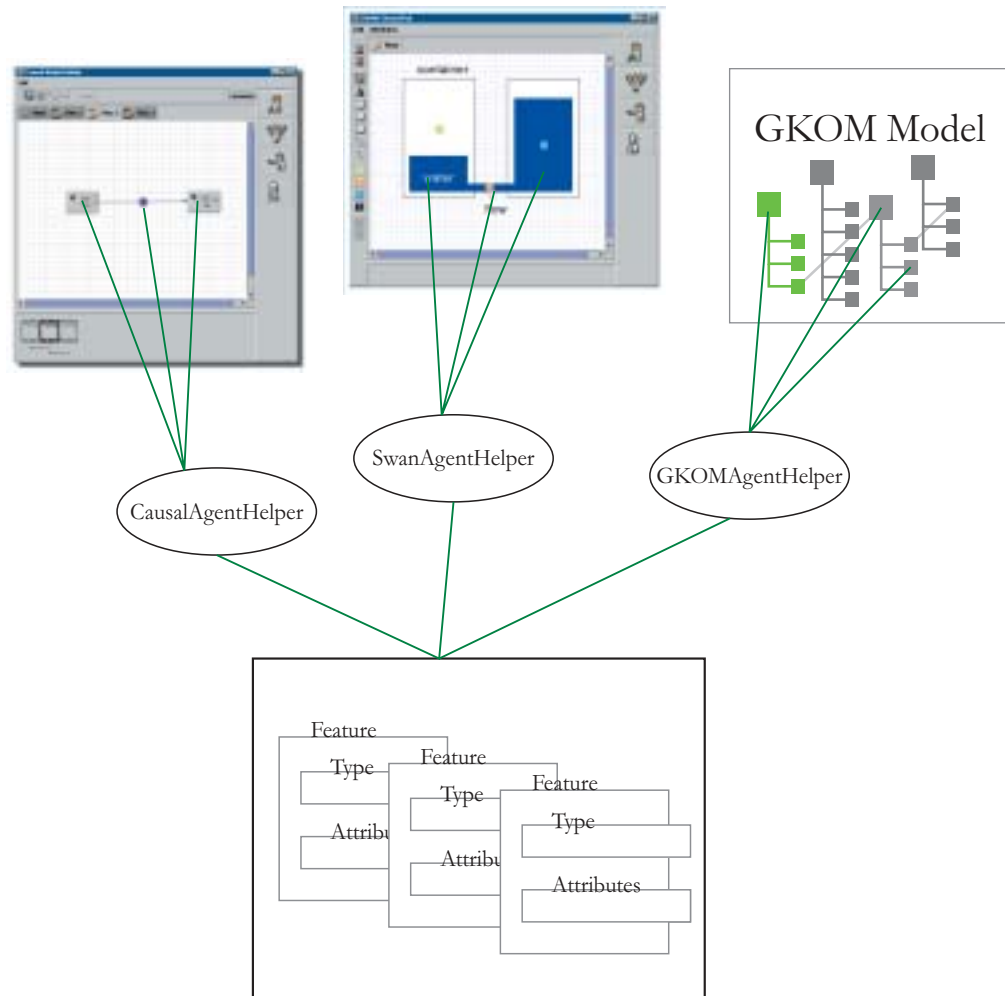 GKOM Model
SwanAgentHelper
GKOMAgentHelper
CausalAgentHelper
Feature
Type
Attribu
Feature
Type
Attribu
Feature
Type
Attributes